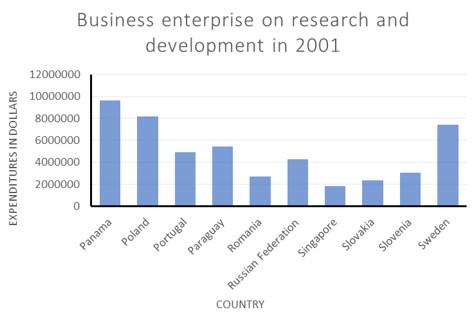 Business enterprise on research and
development in 2001
EXPENDITURES IN DOLLARS
12000000
10000000
8000000
6000000
4000000
2000000
0
Panama
Poland
Portugal
Paraguay
Romania
Russian Federation
Singapore
Slovakia
Slovenia
Sweden
COUNTRY